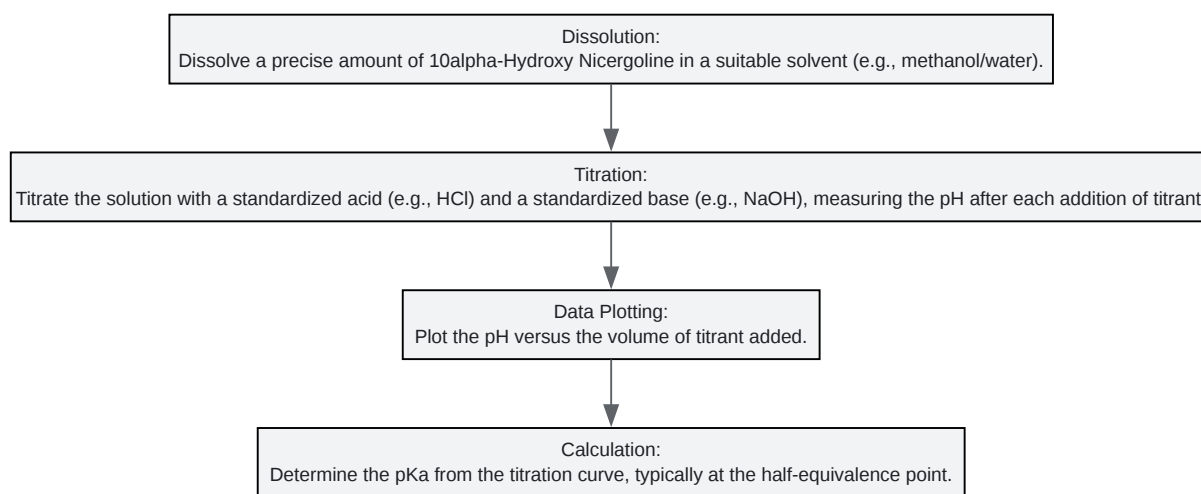 Dissolution:
Dissolve a precise amount of 10alpha-Hydroxy Nicergoline in a suitable solvent (e.g., methanol/water).
Titration:
Titrate the solution with a standardized acid (e.g., HCl) and a standardized base (e.g., NaOH), measuring the pH after each addition of titrant
Data Plotting:
Plot the pH versus the volume of titrant added.
Calculation:
Determine the pKa from the titration curve, typically at the half-equivalence point.